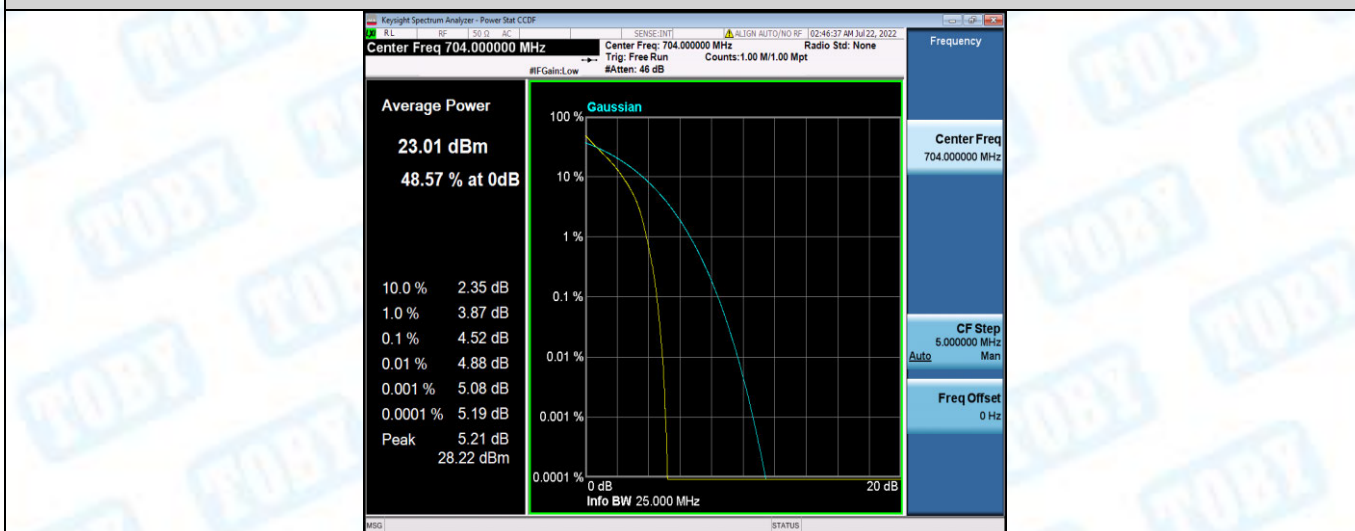 Keysight Spectrum Analyzer - Power Stat CCDF
RL RF 50 Ω AC SENSE:INT ALIGN AUTO/NO RF 02:46:37 AM Jul 22, 2022
Center Freq 704.000000 MHz
Center Freq: 704.000000 MHz Radio Std: None
Trig: Free Run Counts:1.00 M/1.00 Mpt
#IFGain:Low #Atten: 46 dB
Frequency
Average Power
23.01 dBm
48.57 % at 0dB
10.0 % 2.35 dB
1.0 % 3.87 dB
0.1 % 4.52 dB
0.01 % 4.88 dB
0.001 % 5.08 dB
0.0001 % 5.19 dB
Peak 5.21 dB
28.22 dBm
Gaussian
100 %
10 %
1 %
0.1 %
0.01 %
0.001 %
0.0001 %
0 dB 20 dB
Info BW 25.000 MHz
Center Freq
704.000000 MHz
CF Step
5.000000 MHz
Auto Man
Freq Offset
0 Hz
MSG STATUS
TOBY
TOBY
TOBY
TOBY
TOBY
TOBY
TOBY
TOBY